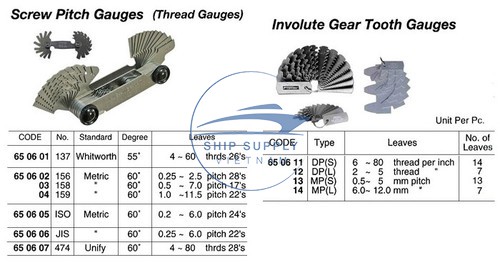 Screw Pitch Gauges (Thread Gauges)
Involute Gear Tooth Gauges
Unit Per Pc.
CODE No. Standard Degree Leaves
65 06 01 137 Whitworth 55° 4 ~ 60 thrds 26's
65 06 02 156 Metric 60° 0.25 ~ 2.5 pitch 28's
03 158 " 60° 0.5 ~ 7.0 pitch 17's
04 159 " 60° 1.0 ~11.5 pitch 22's
65 06 05 ISO Metric 60° 0.2 ~ 6.0 pitch 24's
65 06 06 JIS " 60° 0.25 ~ 6.0 pitch 22's
65 06 07 474 Unify 60° 4 ~ 80 thrds 28's
CODE Type Leaves No. of Leaves
65 06 11 DP(S) 6 ~ 80 thread per inch 14
12 DP(L) 2 ~ 5 thread " 7
13 MP(S) 0.5~ 5 mm pitch 13
14 MP(L) 6.0~ 12.0 mm " 7
SHIP SUPPLY
VIETNAM